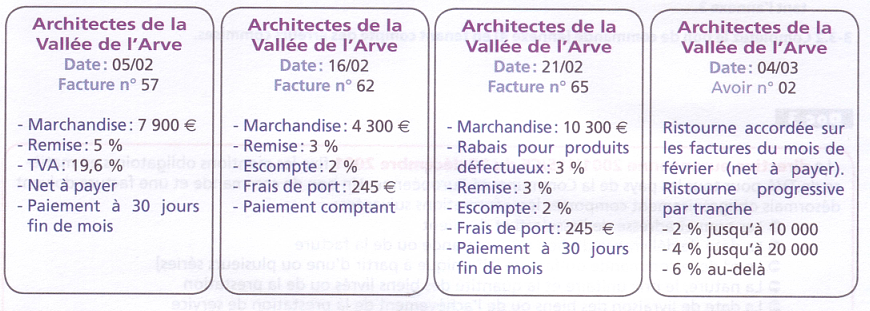 Architectes de la
Vallée de l'Arve
Date: 05/02
Facture n° 57
- Marchandise: 7 900 €
- Remise: 5 %
- TVA: 19,6 %
- Net à payer
- Paiement à 30 jours
fin de mois
Architectes de la
Vallée de l'Arve
Date: 16/02
Facture n° 62
- Marchandise: 4 300 €
- Remise: 3 %
- Escompte: 2 %
- Frais de port: 245 €
- Paiement comptant
Architectes de la
Vallée de l'Arve
Date: 21/02
Facture n° 65
- Marchandise: 10 300 €
- Rabais pour produits
défectueux: 3 %
- Remise: 3 %
- Escompte: 2 %
- Frais de port: 245 €
- Paiement à 30 jours
fin de mois
Architectes de la
Vallée de l'Arve
Date: 04/03
Avoir n° 02
Ristourne accordée sur
les factures du mois de
février (net à payer).
Ristourne progressive
par tranche
- 2 % jusqu'à 10 000
- 4 % jusqu'à 20 000
- 6 % au-delà